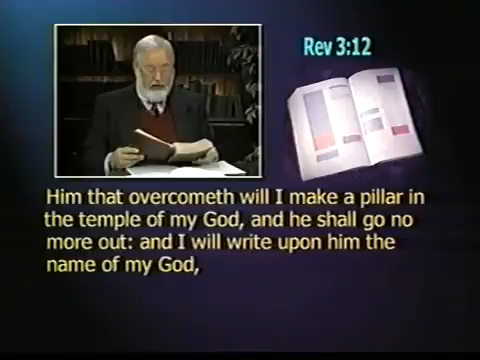 Rev 3:12
Him that overcometh will I make a pillar in
the temple of my God, and he shall go no
more out: and I will write upon him the
name of my God,